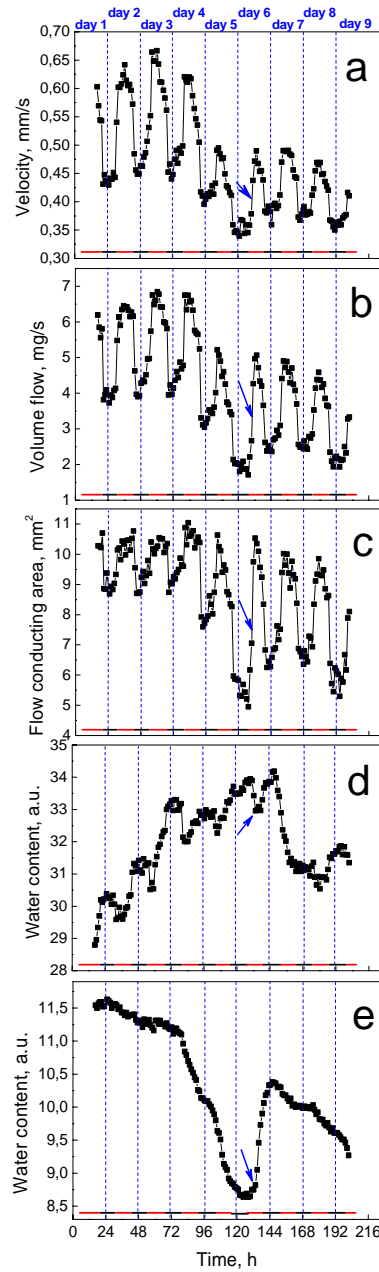 day 2 day 4 day 6 day 8
day 1 day 3 day 5 day 7 day 9
a
Velocity, mm/s
0,70
0,65
0,60
0,55
0,50
0,45
0,40
0,35
0,30
b
Volume flow, mg/s
7
6
5
4
3
2
1
c
Flow conducting area, mm²
11
10
9
8
7
6
5
4
d
Water content, a.u.
35
34
33
32
31
30
29
28
e
Water content, a.u.
12,0
11,5
11,0
10,5
10,0
9,5
9,0
8,5
0 24 48 72 96 120 144 168 192 216
Time, h